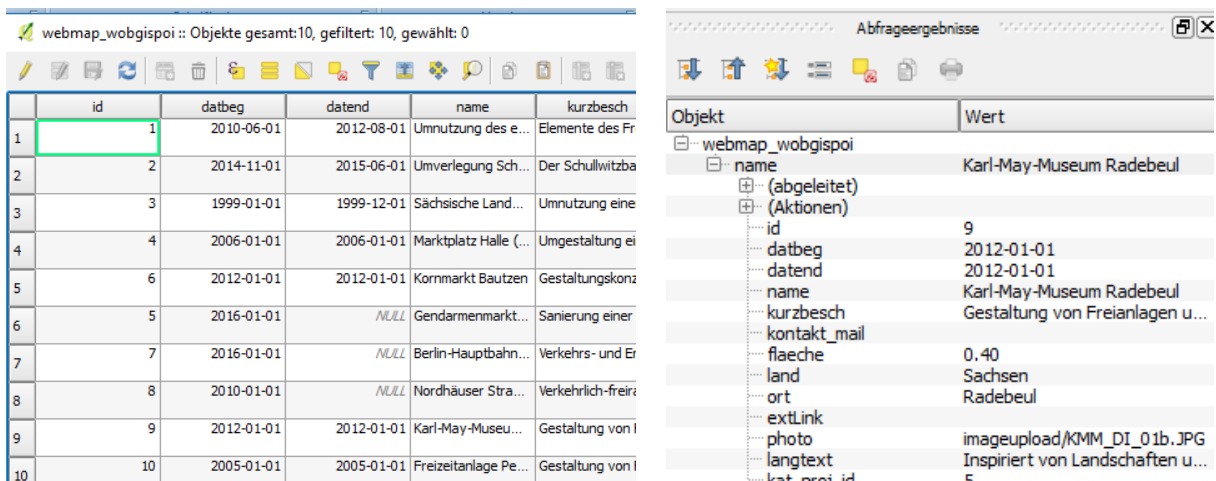 webmap_wobgispoi :: Objekte gesamt:10, gefiltert: 10, gewählt: 0
id datbeg datend name kurzbesch
1 1 2010-06-01 2012-08-01 Umnutzung des e... Elemente des Fr
2 2 2014-11-01 2015-06-01 Umverlegung Sch... Der Schullwitzba
3 3 1999-01-01 1999-12-01 Sächsische Land... Umnutzung eine
4 4 2006-01-01 2006-01-01 Marktplatz Halle (... Umgestaltung ei
5 6 2012-01-01 2012-01-01 Kornmarkt Bautzen Gestaltungskonz
6 5 2016-01-01 NULL Gendarmenmarkt... Sanierung einer
7 7 2016-01-01 NULL Berlin-Hauptbahn... Verkehrs- und Er
8 8 2010-01-01 NULL Nordhäuser Stra... Verkehrlich-freira
9 9 2012-01-01 2012-01-01 Karl-May-Museu... Gestaltung von
10 10 2005-01-01 2005-01-01 Freizeitanlage Pe... Gestaltung von
Abfrageergebnisse
Objekt Wert
webmap_wobgispoi
name Karl-May-Museum Radebeul
(abgeleitet)
(Aktionen)
id 9
datbeg 2012-01-01
datend 2012-01-01
name Karl-May-Museum Radebeul
kurzbesch Gestaltung von Freianlagen u...
kontakt_mail
flaeche 0.40
land Sachsen
ort Radebeul
extLink
photo imageupload/KMM_DI_01b.JPG
langtext Inspiriert von Landschaften u...
kat_proj_id 5